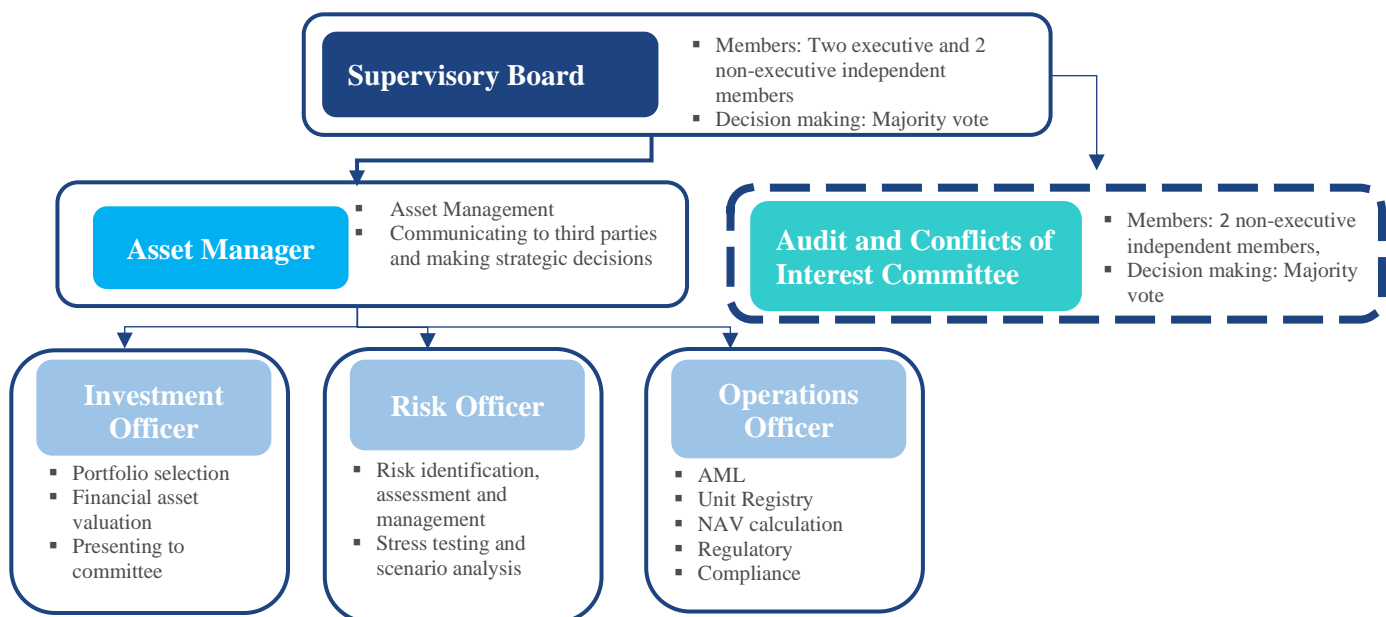 Supervisory Board
▪ Members: Two executive and 2
non-executive independent
members
▪ Decision making: Majority vote
Asset Manager
▪ Asset Management
▪ Communicating to third parties
and making strategic decisions
Audit and Conflicts of
Interest Committee
▪ Members: 2 non-executive
independent members,
▪ Decision making: Majority
vote
Investment
Officer
▪ Portfolio selection
▪ Financial asset
valuation
▪ Presenting to
committee
Risk Officer
▪ Risk identification,
assessment and
management
▪ Stress testing and
scenario analysis
Operations
Officer
▪ AML
▪ Unit Registry
▪ NAV calculation
▪ Regulatory
▪ Compliance